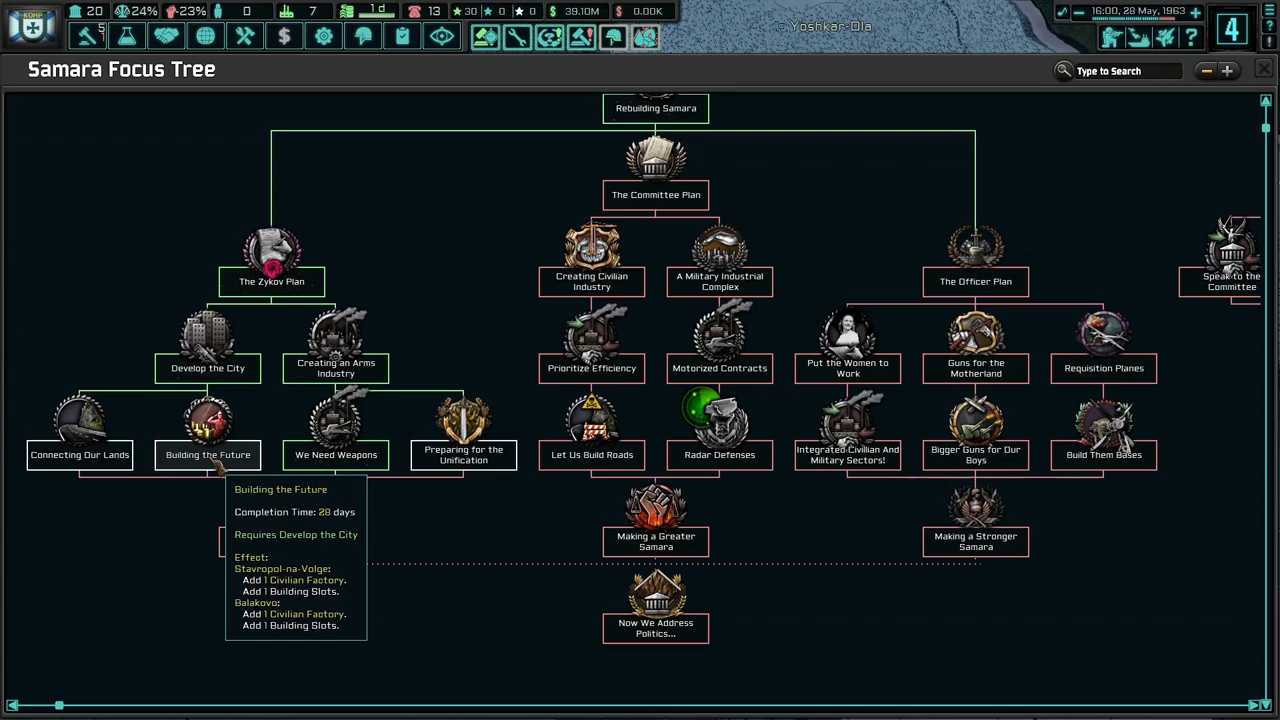 KOHP
20
24%
23%
0
7
1d
13
30
0
0
39.10M
0.00K
16:00, 28 May, 1963
4
5
Yoshkar-Ola
Samara Focus Tree
Type to Search
Rebuilding Samara
The Committee Plan
The Zykov Plan
Creating Civilian
Industry
A Military Industrial
Complex
The Officer Plan
Speak to the
Committee
Develop the City
Creating an Arms
Industry
Prioritize Efficiency
Motorized Contracts
Put the Women to
Work
Guns for the
Motherland
Requisition Planes
Connecting Our Lands
Building the Future
We Need Weapons
Preparing for the
Unification
Let Us Build Roads
Radar Defenses
Integrated Civillian And
Military Sectors!
Bigger Guns for Our
Boys
Build Them Bases
Building the Future
Completion Time: 28 days
Requires Develop the City
Effect:
Stavropol-na-Volge:
Add 1 Civilian Factory.
Add 1 Building Slots.
Balakovo:
Add 1 Civilian Factory.
Add 1 Building Slots.
Making a Greater
Samara
Making a Stronger
Samara
Now We Address
Politics...